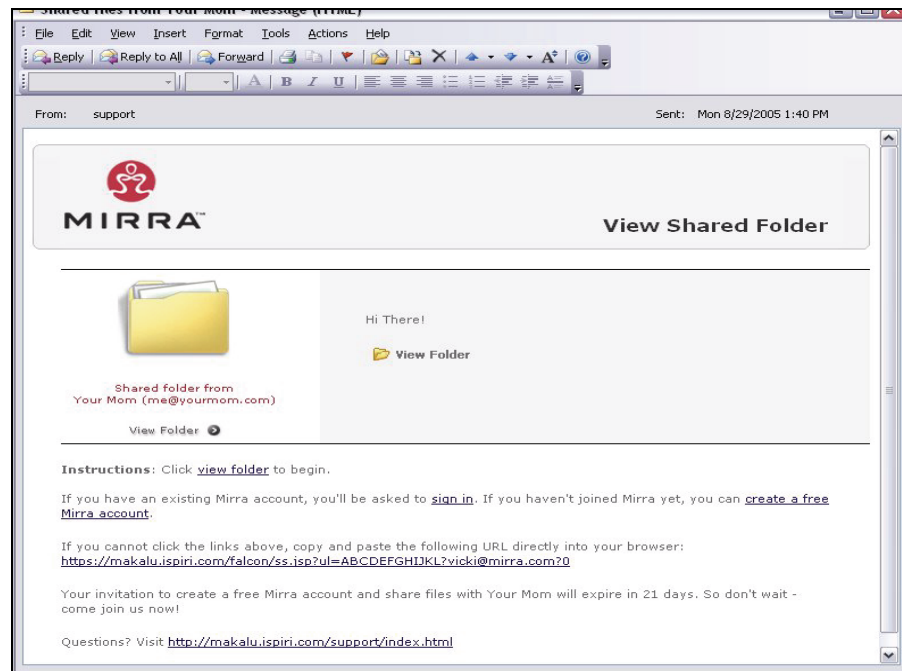 Shared files from Your Mom - Message (HTML)
File Edit View Insert Format Tools Actions Help
Reply Reply to All Forward
A B I U
From: support Sent: Mon 8/29/2005 1:40 PM
MIRRA™
View Shared Folder
Hi There!
View Folder
Shared folder from
Your Mom (me@yourmom.com)
View Folder
Instructions: Click view folder to begin.
If you have an existing Mirra account, you'll be asked to sign in. If you haven't joined Mirra yet, you can create a free
Mirra account.
If you cannot click the links above, copy and paste the following URL directly into your browser:
https://makalu.ispiri.com/falcon/ss.jsp?ul=ABCDEFGHIJKL?vicki@mirra.com?0
Your invitation to create a free Mirra account and share files with Your Mom will expire in 21 days. So don't wait -
come join us now!
Questions? Visit http://makalu.ispiri.com/support/index.html